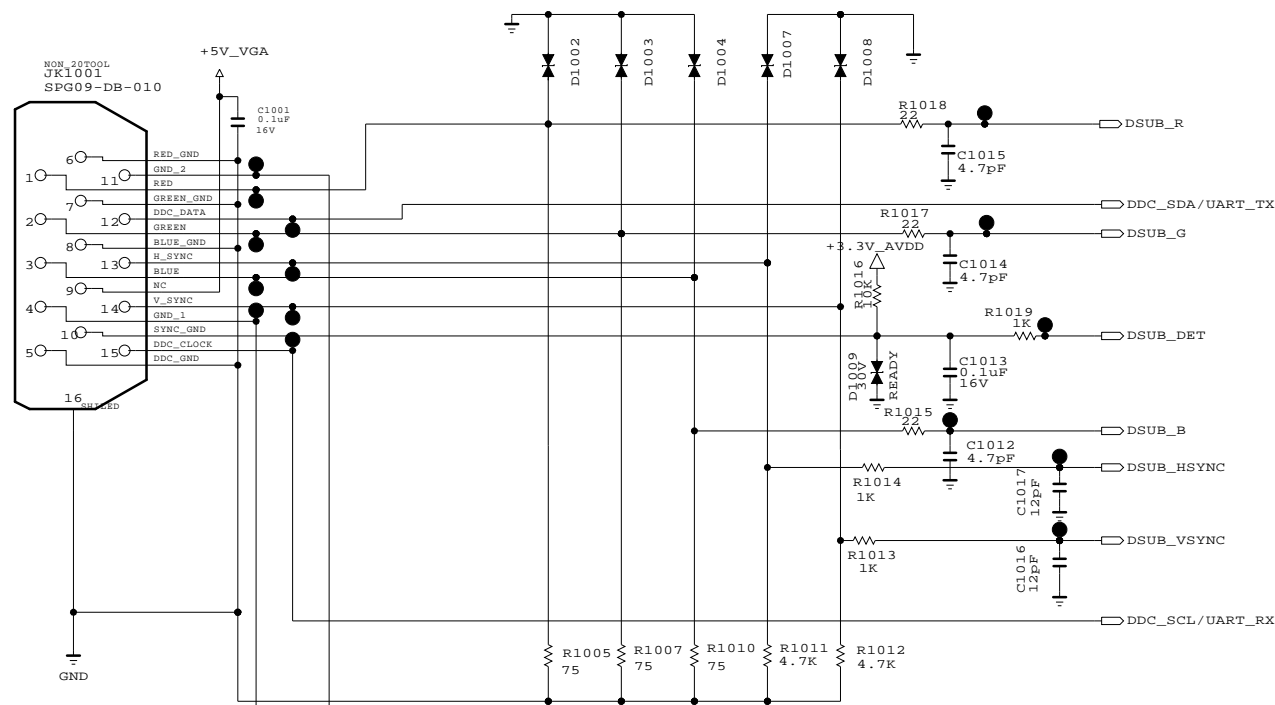 NON_20TOOL
JK1001
SPG09-DB-010
+5V_VGA
C1001
0.1uF
16V
D1002
D1003
D1004
D1007
D1008
6
1
11
7
2
12
8
3
13
9
4
14
10
5
15
16
SHILED
RED_GND
GND_2
RED
GREEN_GND
DDC_DATA
GREEN
BLUE_GND
H_SYNC
BLUE
NC
V_SYNC
GND_1
SYNC_GND
DDC_CLOCK
DDC_GND
GND
R1018
22
C1015
4.7pF
DSUB_R
DDC_SDA/UART_TX
R1017
22
C1014
4.7pF
DSUB_G
+3.3V_AVDD
R1016
10K
R1019
1K
DSUB_DET
D1009
30V
READY
C1013
0.1uF
16V
R1015
22
C1012
4.7pF
DSUB_B
R1014
1K
C1017
12pF
DSUB_HSYNC
R1013
1K
C1016
12pF
DSUB_VSYNC
DDC_SCL/UART_RX
R1005
75
R1007
75
R1010
75
R1011
4.7K
R1012
4.7K